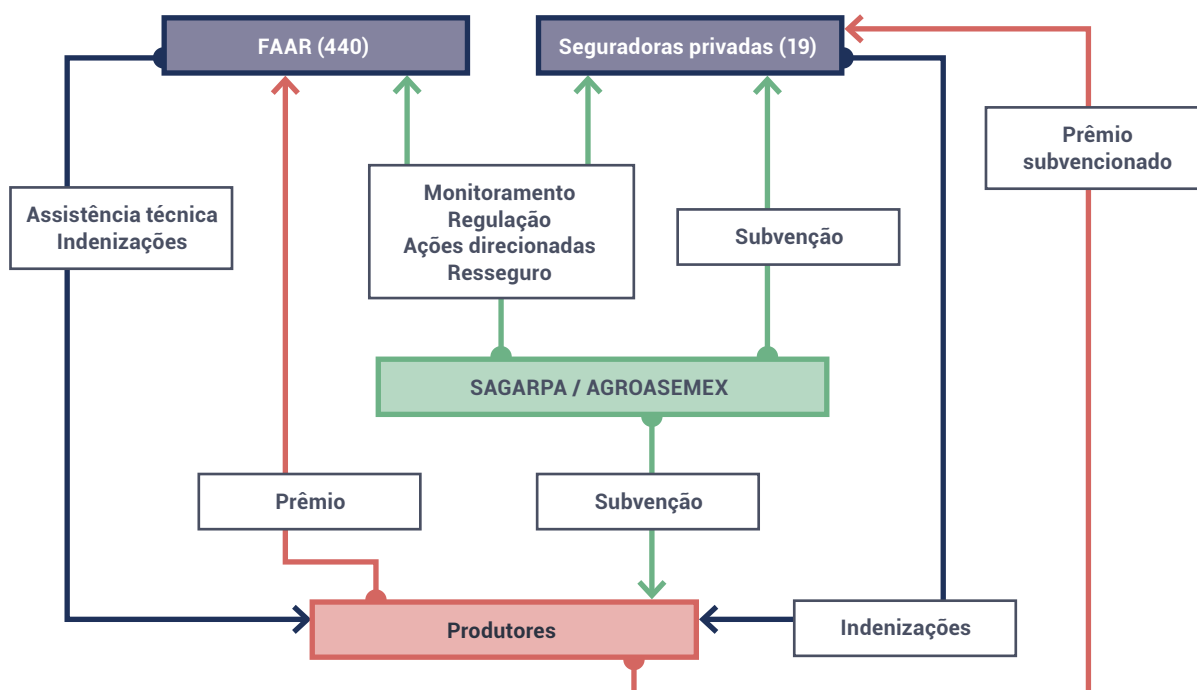 FAAR (440)
Seguradoras privadas (19)
Prêmio
subvencionado
Monitoramento
Regulação
Ações direcionadas
Resseguro
Assistência técnica
Indenizações
Subvenção
SAGARPA / AGROASEMEX
Prêmio
Subvenção
Produtores
Indenizações